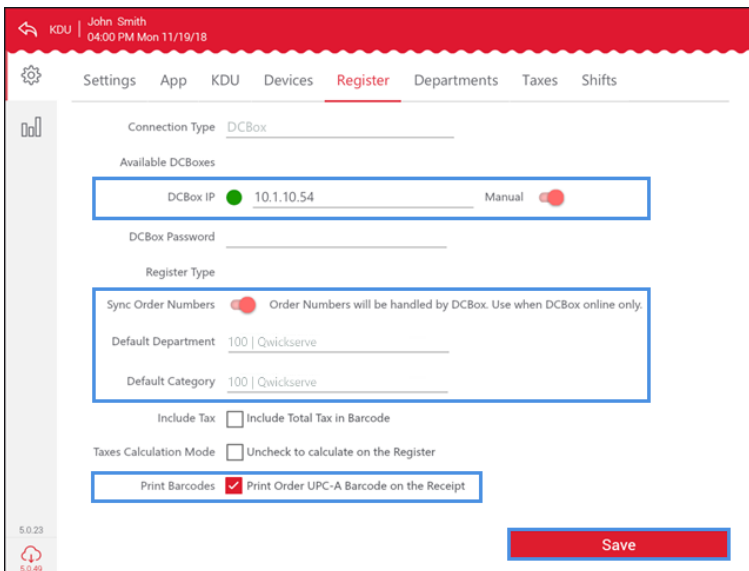 KDU
John Smith
04:00 PM Mon 11/19/18
Settings App KDU Devices Register Departments Taxes Shifts
Connection Type DCBox
Available DCBoxes
DCBox IP 10.1.10.54 Manual
DCBox Password
Register Type
Sync Order Numbers Order Numbers will be handled by DCBox. Use when DCBox online only.
Default Department 100 | Qwickserve
Default Category 100 | Qwickserve
Include Tax Include Total Tax in Barcode
Taxes Calculation Mode Uncheck to calculate on the Register
Print Barcodes Print Order UPC-A Barcode on the Receipt
5.0.23
Save
5.0.49